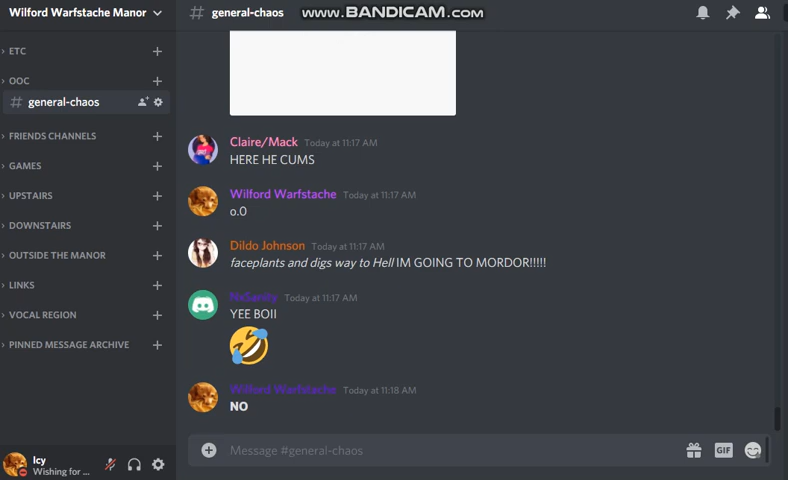 Wilford Warfstache Manor
# general-chaos
www.BANDICAM.com
ETC
OOC
# general-chaos
FRIENDS CHANNELS
GAMES
UPSTAIRS
DOWNSTAIRS
OUTSIDE THE MANOR
LINKS
VOCAL REGION
PINNED MESSAGE ARCHIVE
Icy
Wishing for ...
Claire/Mack Today at 11:17 AM
HERE HE CUMS
Wilford Warfstache Today at 11:17 AM
o.0
Dildo Johnson Today at 11:17 AM
faceplants and digs way to Hell IM GOING TO MORDOR!!!!!
NxSanity Today at 11:17 AM
YEE BOII
Wilford Warfstache Today at 11:18 AM
NO
Message #general-chaos
GIF